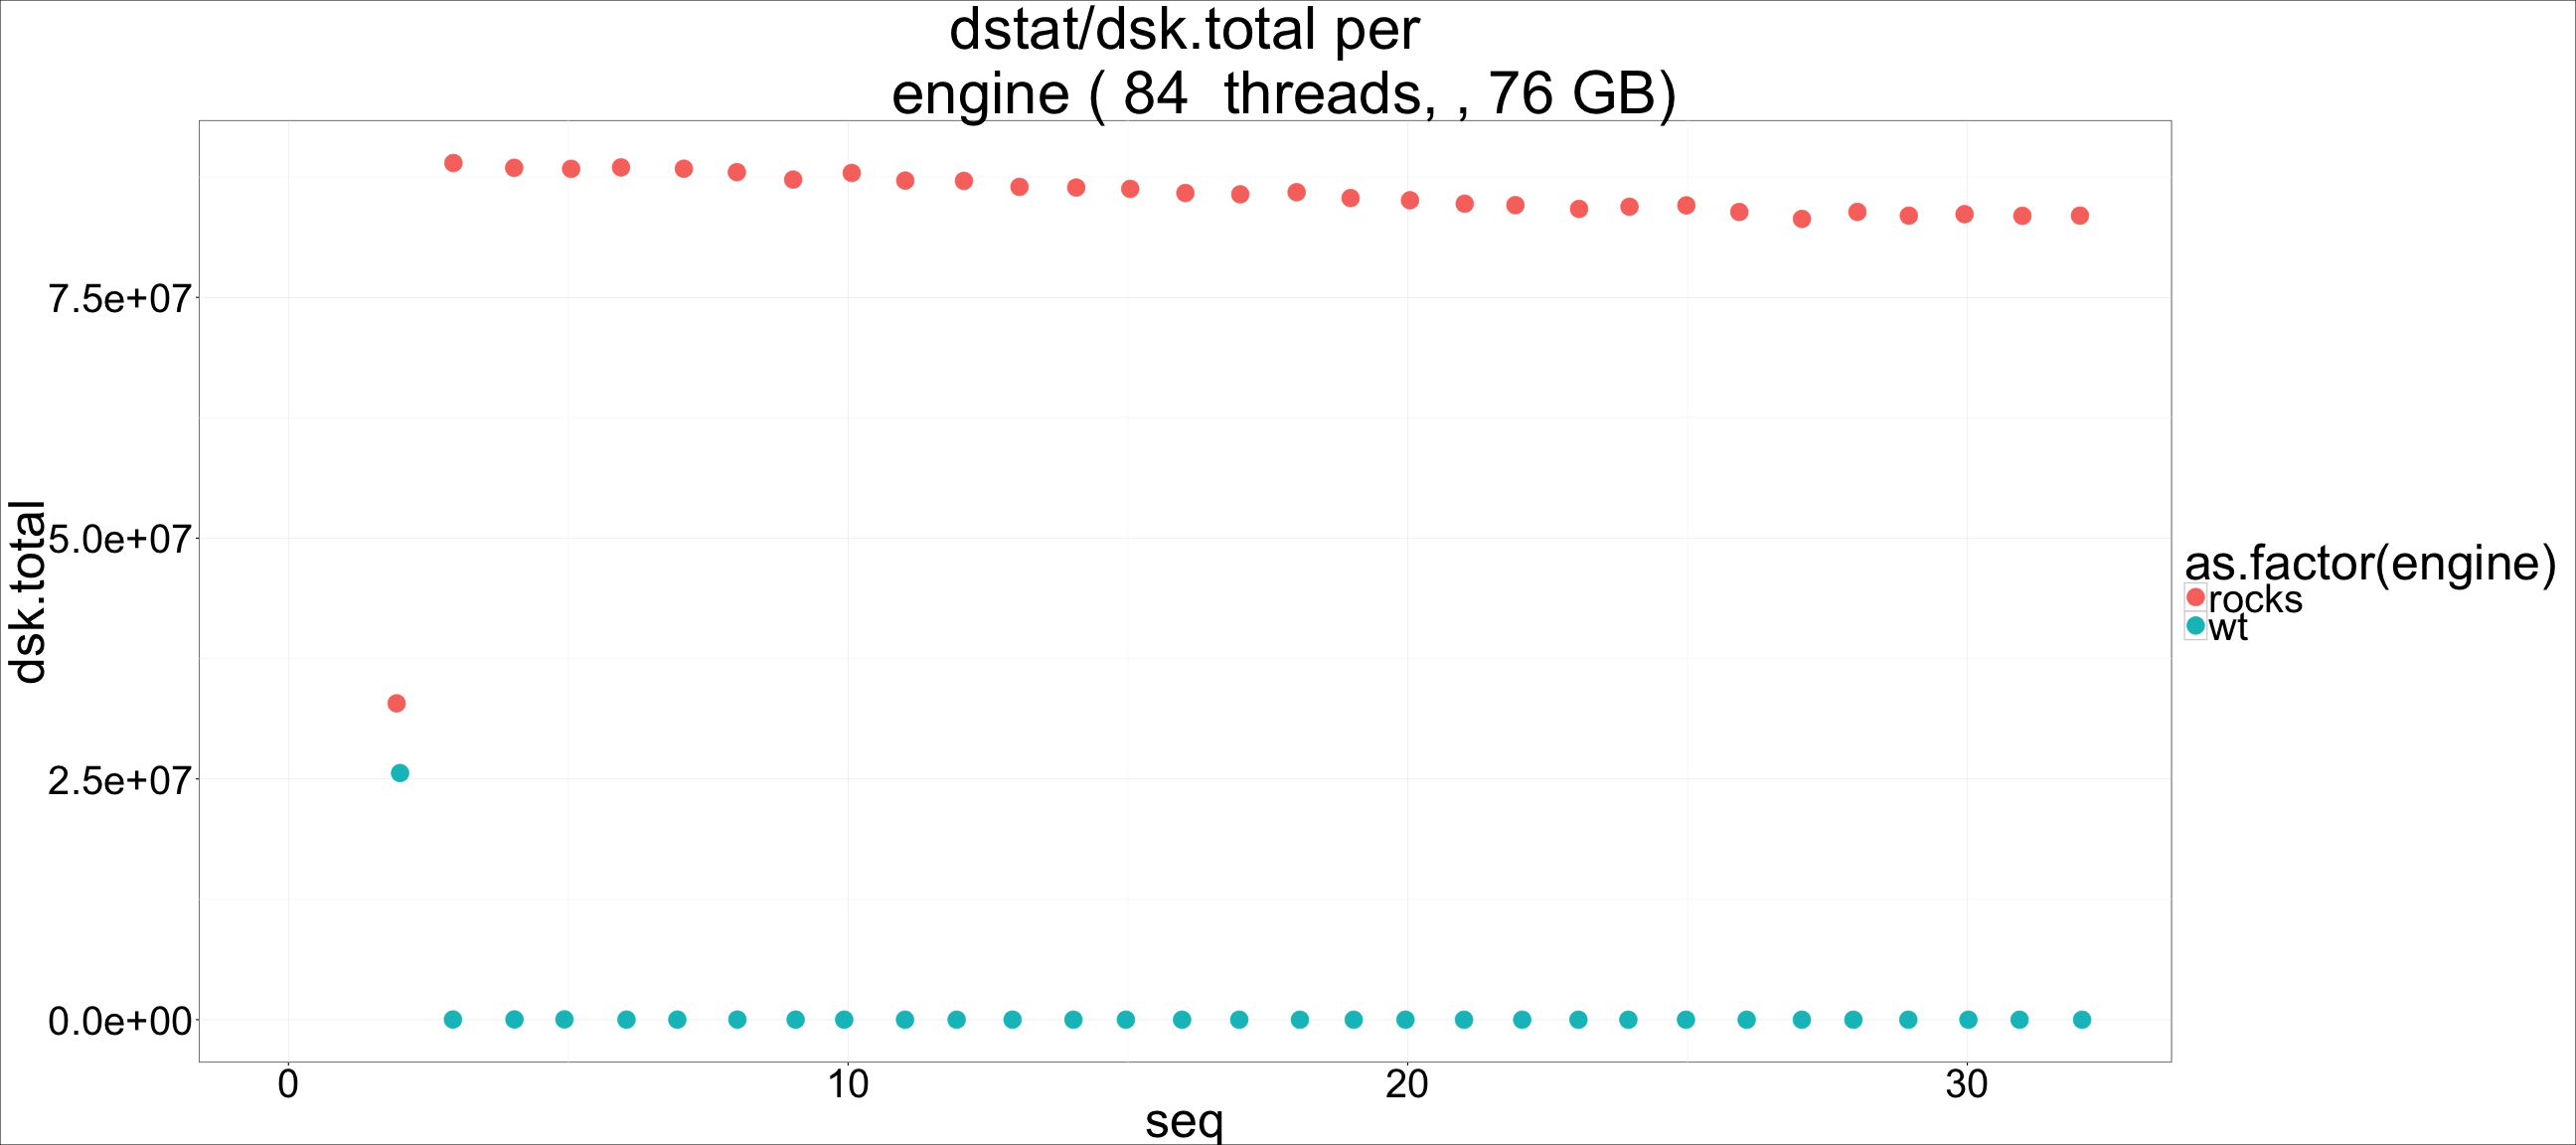 dstat/dsk.total per
engine ( 84  threads, , 76 GB)
dsk.total
7.5e+07
5.0e+07
2.5e+07
0.0e+00
0
10
20
30
seq
as.factor(engine)
rocks
wt